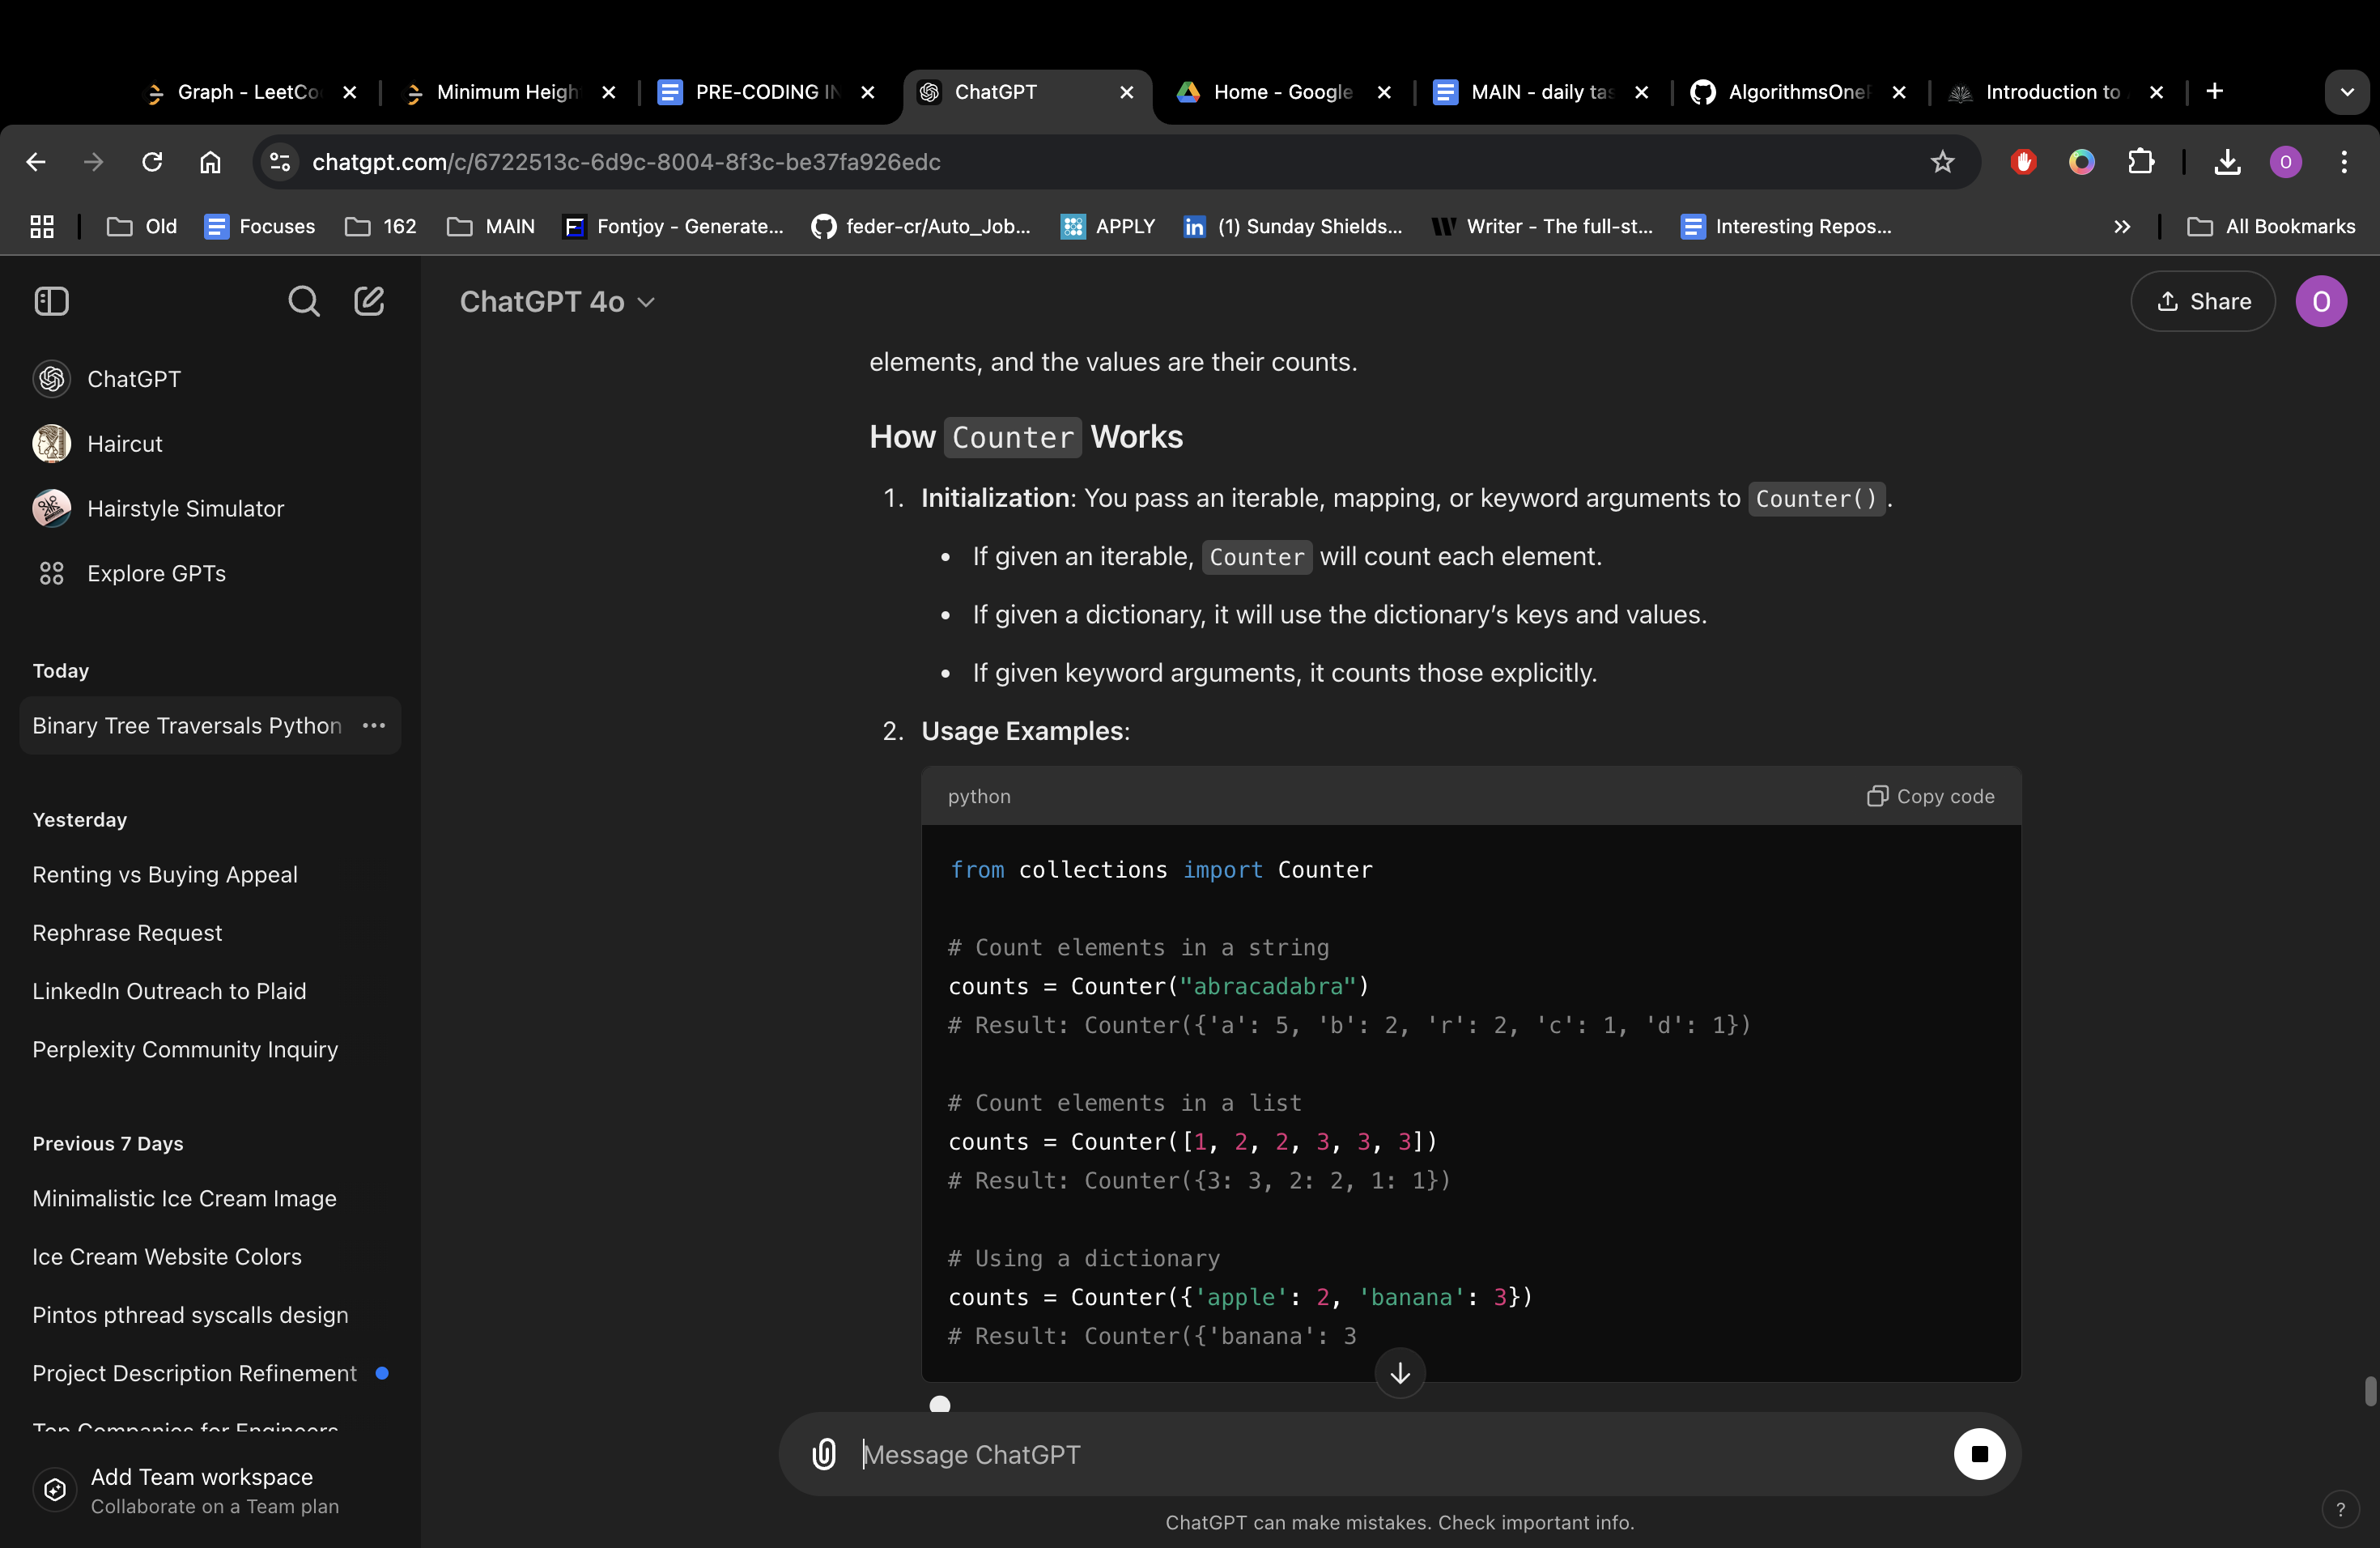 Graph - LeetCo
Minimum Heigh
PRE-CODING IN
ChatGPT
Home - Google
MAIN - daily tas
AlgorithmsOneP
Introduction to
chatgpt.com/c/6722513c-6d9c-8004-8f3c-be37fa926edc
O
Old
Focuses
162
MAIN
Fontjoy - Generate...
feder-cr/Auto_Job...
APPLY
(1) Sunday Shields...
Writer - The full-st...
Interesting Repos...
All Bookmarks
ChatGPT
Haircut
Hairstyle Simulator
Explore GPTs
Today
Binary Tree Traversals Python
Yesterday
Renting vs Buying Appeal
Rephrase Request
LinkedIn Outreach to Plaid
Perplexity Community Inquiry
Previous 7 Days
Minimalistic Ice Cream Image
Ice Cream Website Colors
Pintos pthread syscalls design
Project Description Refinement
Top Companies for Engineers
Add Team workspace
Collaborate on a Team plan
ChatGPT 4o
Share
O
elements, and the values are their counts.
How Counter Works
1. Initialization: You pass an iterable, mapping, or keyword arguments to Counter().
• If given an iterable, Counter will count each element.
• If given a dictionary, it will use the dictionary’s keys and values.
• If given keyword arguments, it counts those explicitly.
2. Usage Examples:
python
Copy code
from collections import Counter
# Count elements in a string
counts = Counter("abracadabra")
# Result: Counter({'a': 5, 'b': 2, 'r': 2, 'c': 1, 'd': 1})
# Count elements in a list
counts = Counter([1, 2, 2, 3, 3, 3])
# Result: Counter({3: 3, 2: 2, 1: 1})
# Using a dictionary
counts = Counter({'apple': 2, 'banana': 3})
# Result: Counter({'banana': 3
Message ChatGPT
ChatGPT can make mistakes. Check important info.
?